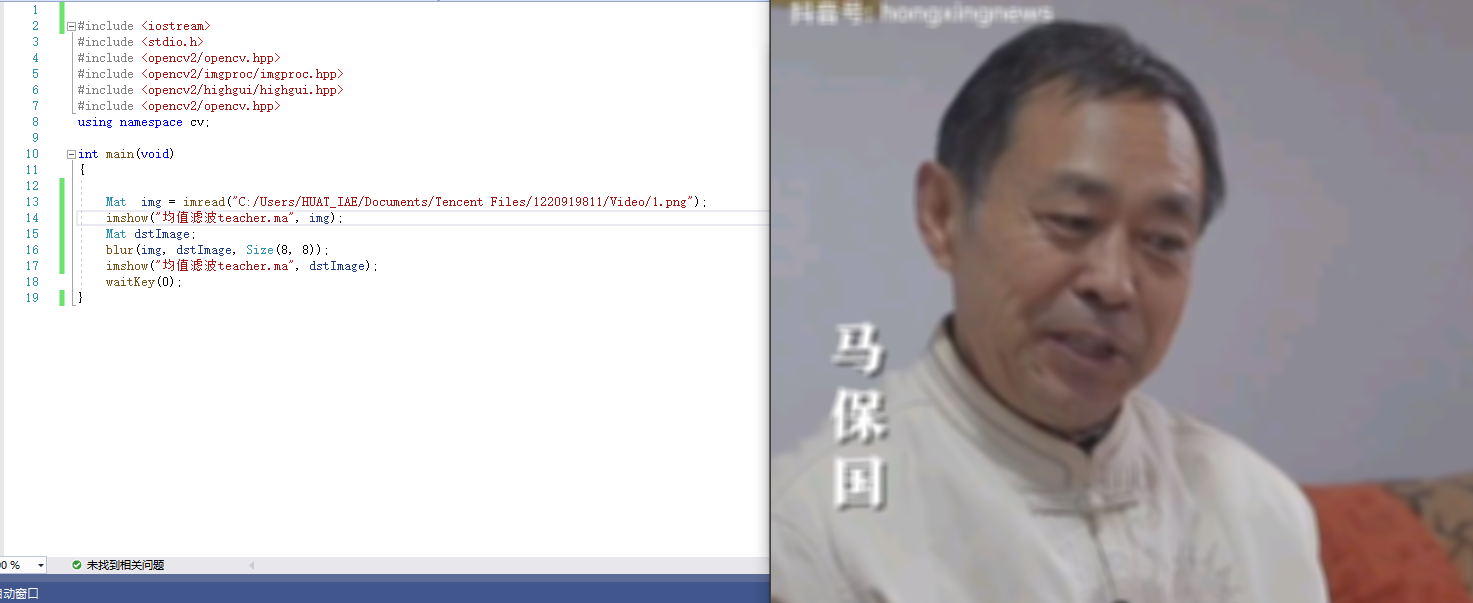 1
2 #include <iostream>
3 #include <stdio.h>
4 #include <opencv2/opencv.hpp>
5 #include <opencv2/imgproc/imgproc.hpp>
6 #include <opencv2/highgui/highgui.hpp>
7 #include <opencv2/opencv.hpp>
8 using namespace cv;
9
10 int main(void)
11 {
12
13 Mat  img = imread("C:/Users/HUAT_IAE/Documents/Tencent Files/1220919811/Video/1.png");
14 imshow("均值滤波teacher.ma", img);
15 Mat dstImage;
16 blur(img, dstImage, Size(8, 8));
17 imshow("均值滤波teacher.ma", dstImage);
18 waitKey(0);
19 }
0 % 未找到相关问题
动窗口
抖音号: hongxingnews
马保国